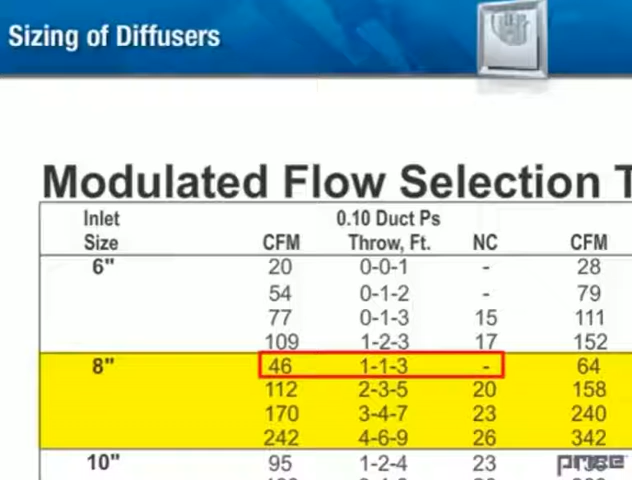 Sizing of Diffusers
Modulated Flow Selection T
Inlet 0.10 Duct Ps
Size CFM Throw, Ft. NC CFM
6" 20 0-0-1 - 28
54 0-1-2 - 79
77 0-1-3 15 111
109 1-2-3 17 152
8" 46 1-1-3 - 64
112 2-3-5 20 158
170 3-4-7 23 240
242 4-6-9 26 342
10" 95 1-2-4 23
price